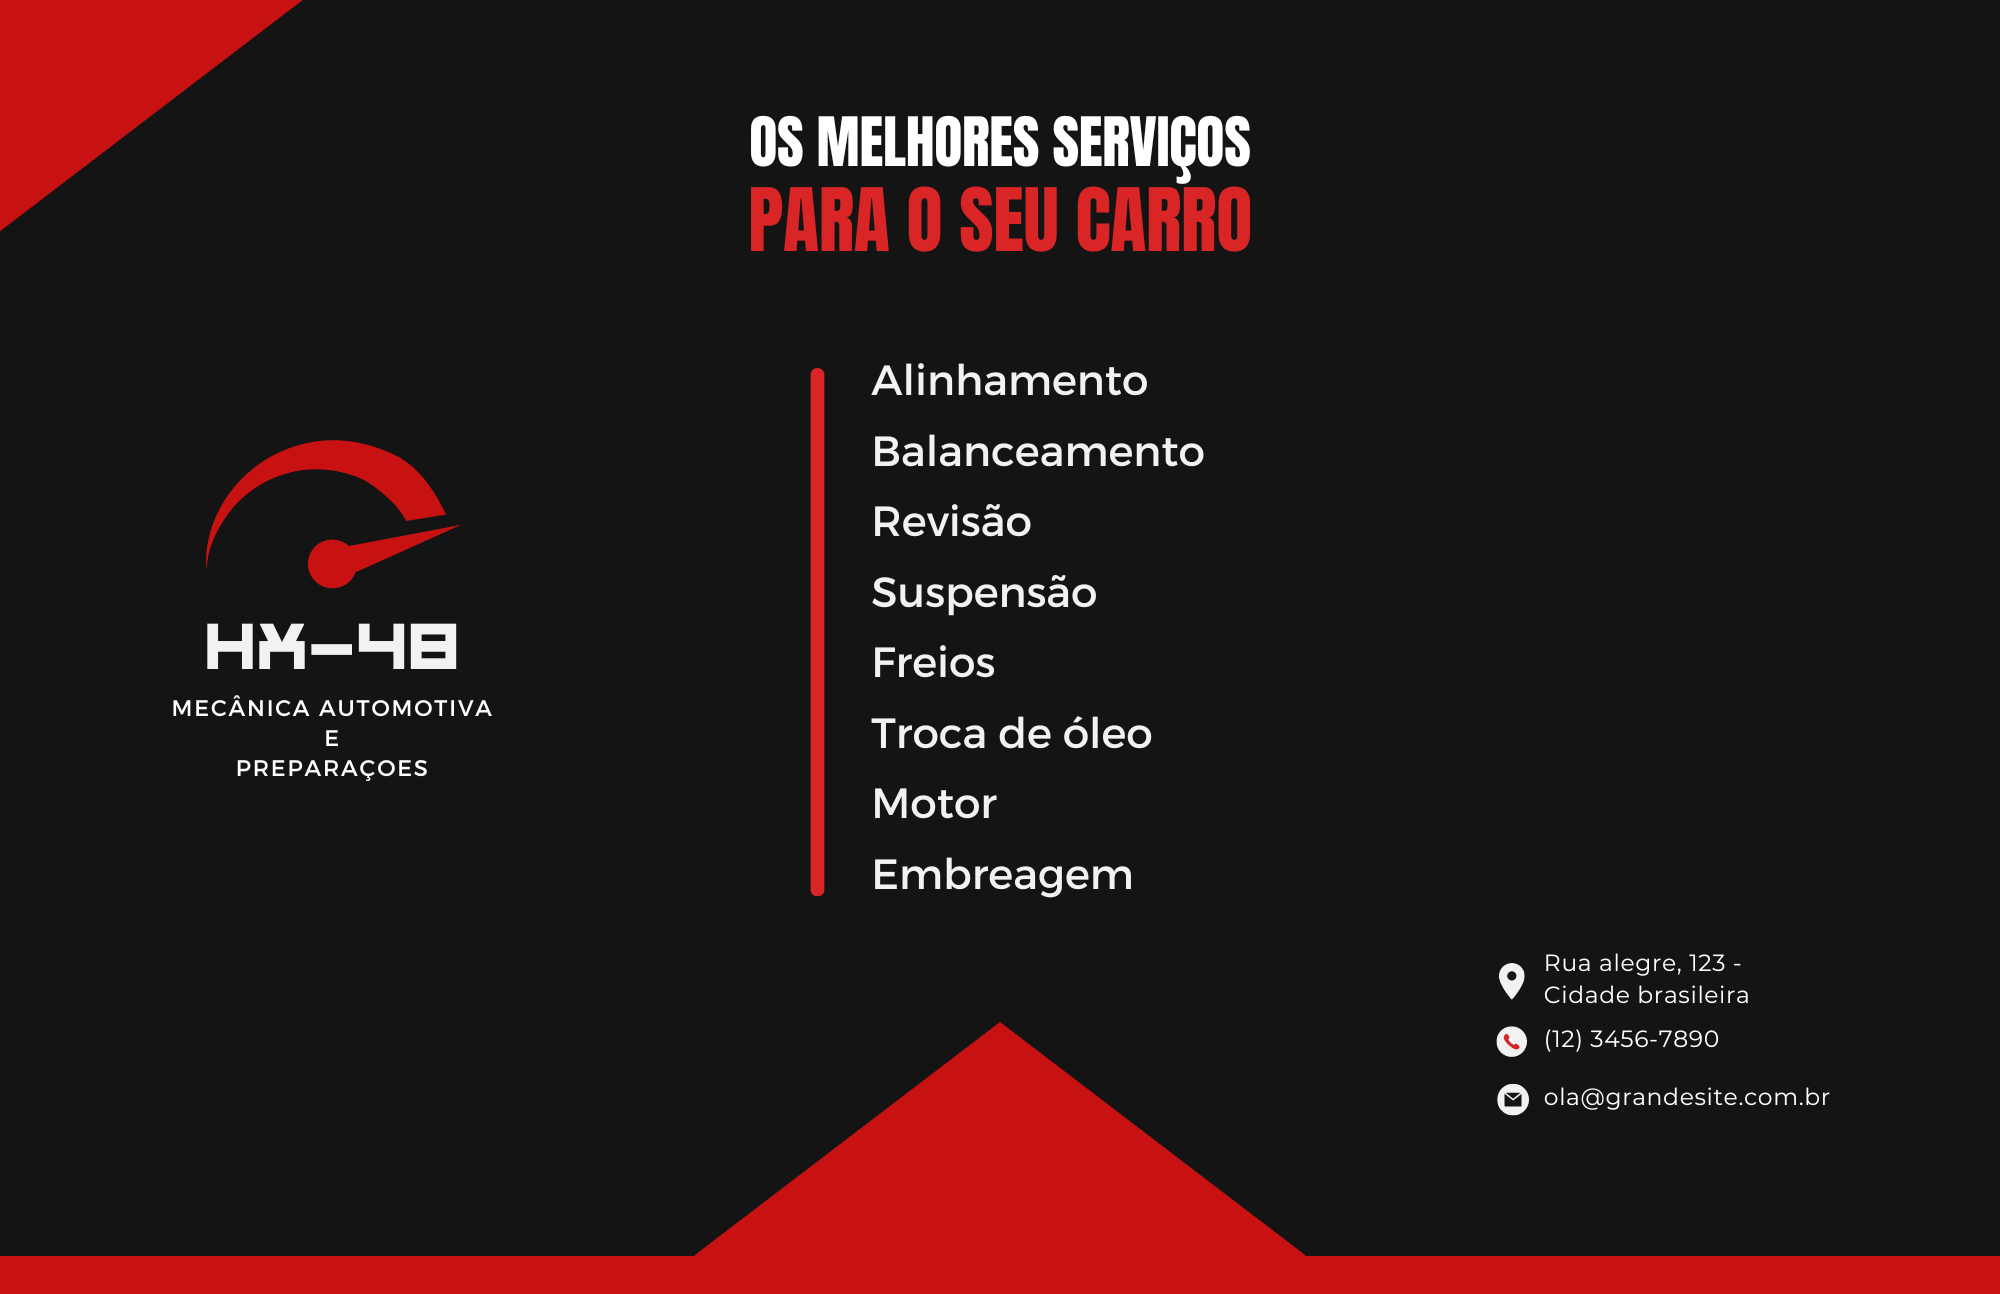 OS MELHORES SERVIÇOS
PARA O SEU CARRO
HX-48
MECÂNICA AUTOMOTIVA
E
PREPARAÇOES
Alinhamento
Balanceamento
Revisão
Suspensão
Freios
Troca de óleo
Motor
Embreagem
Rua alegre, 123 -
Cidade brasileira
(12) 3456-7890
ola@grandesite.com.br